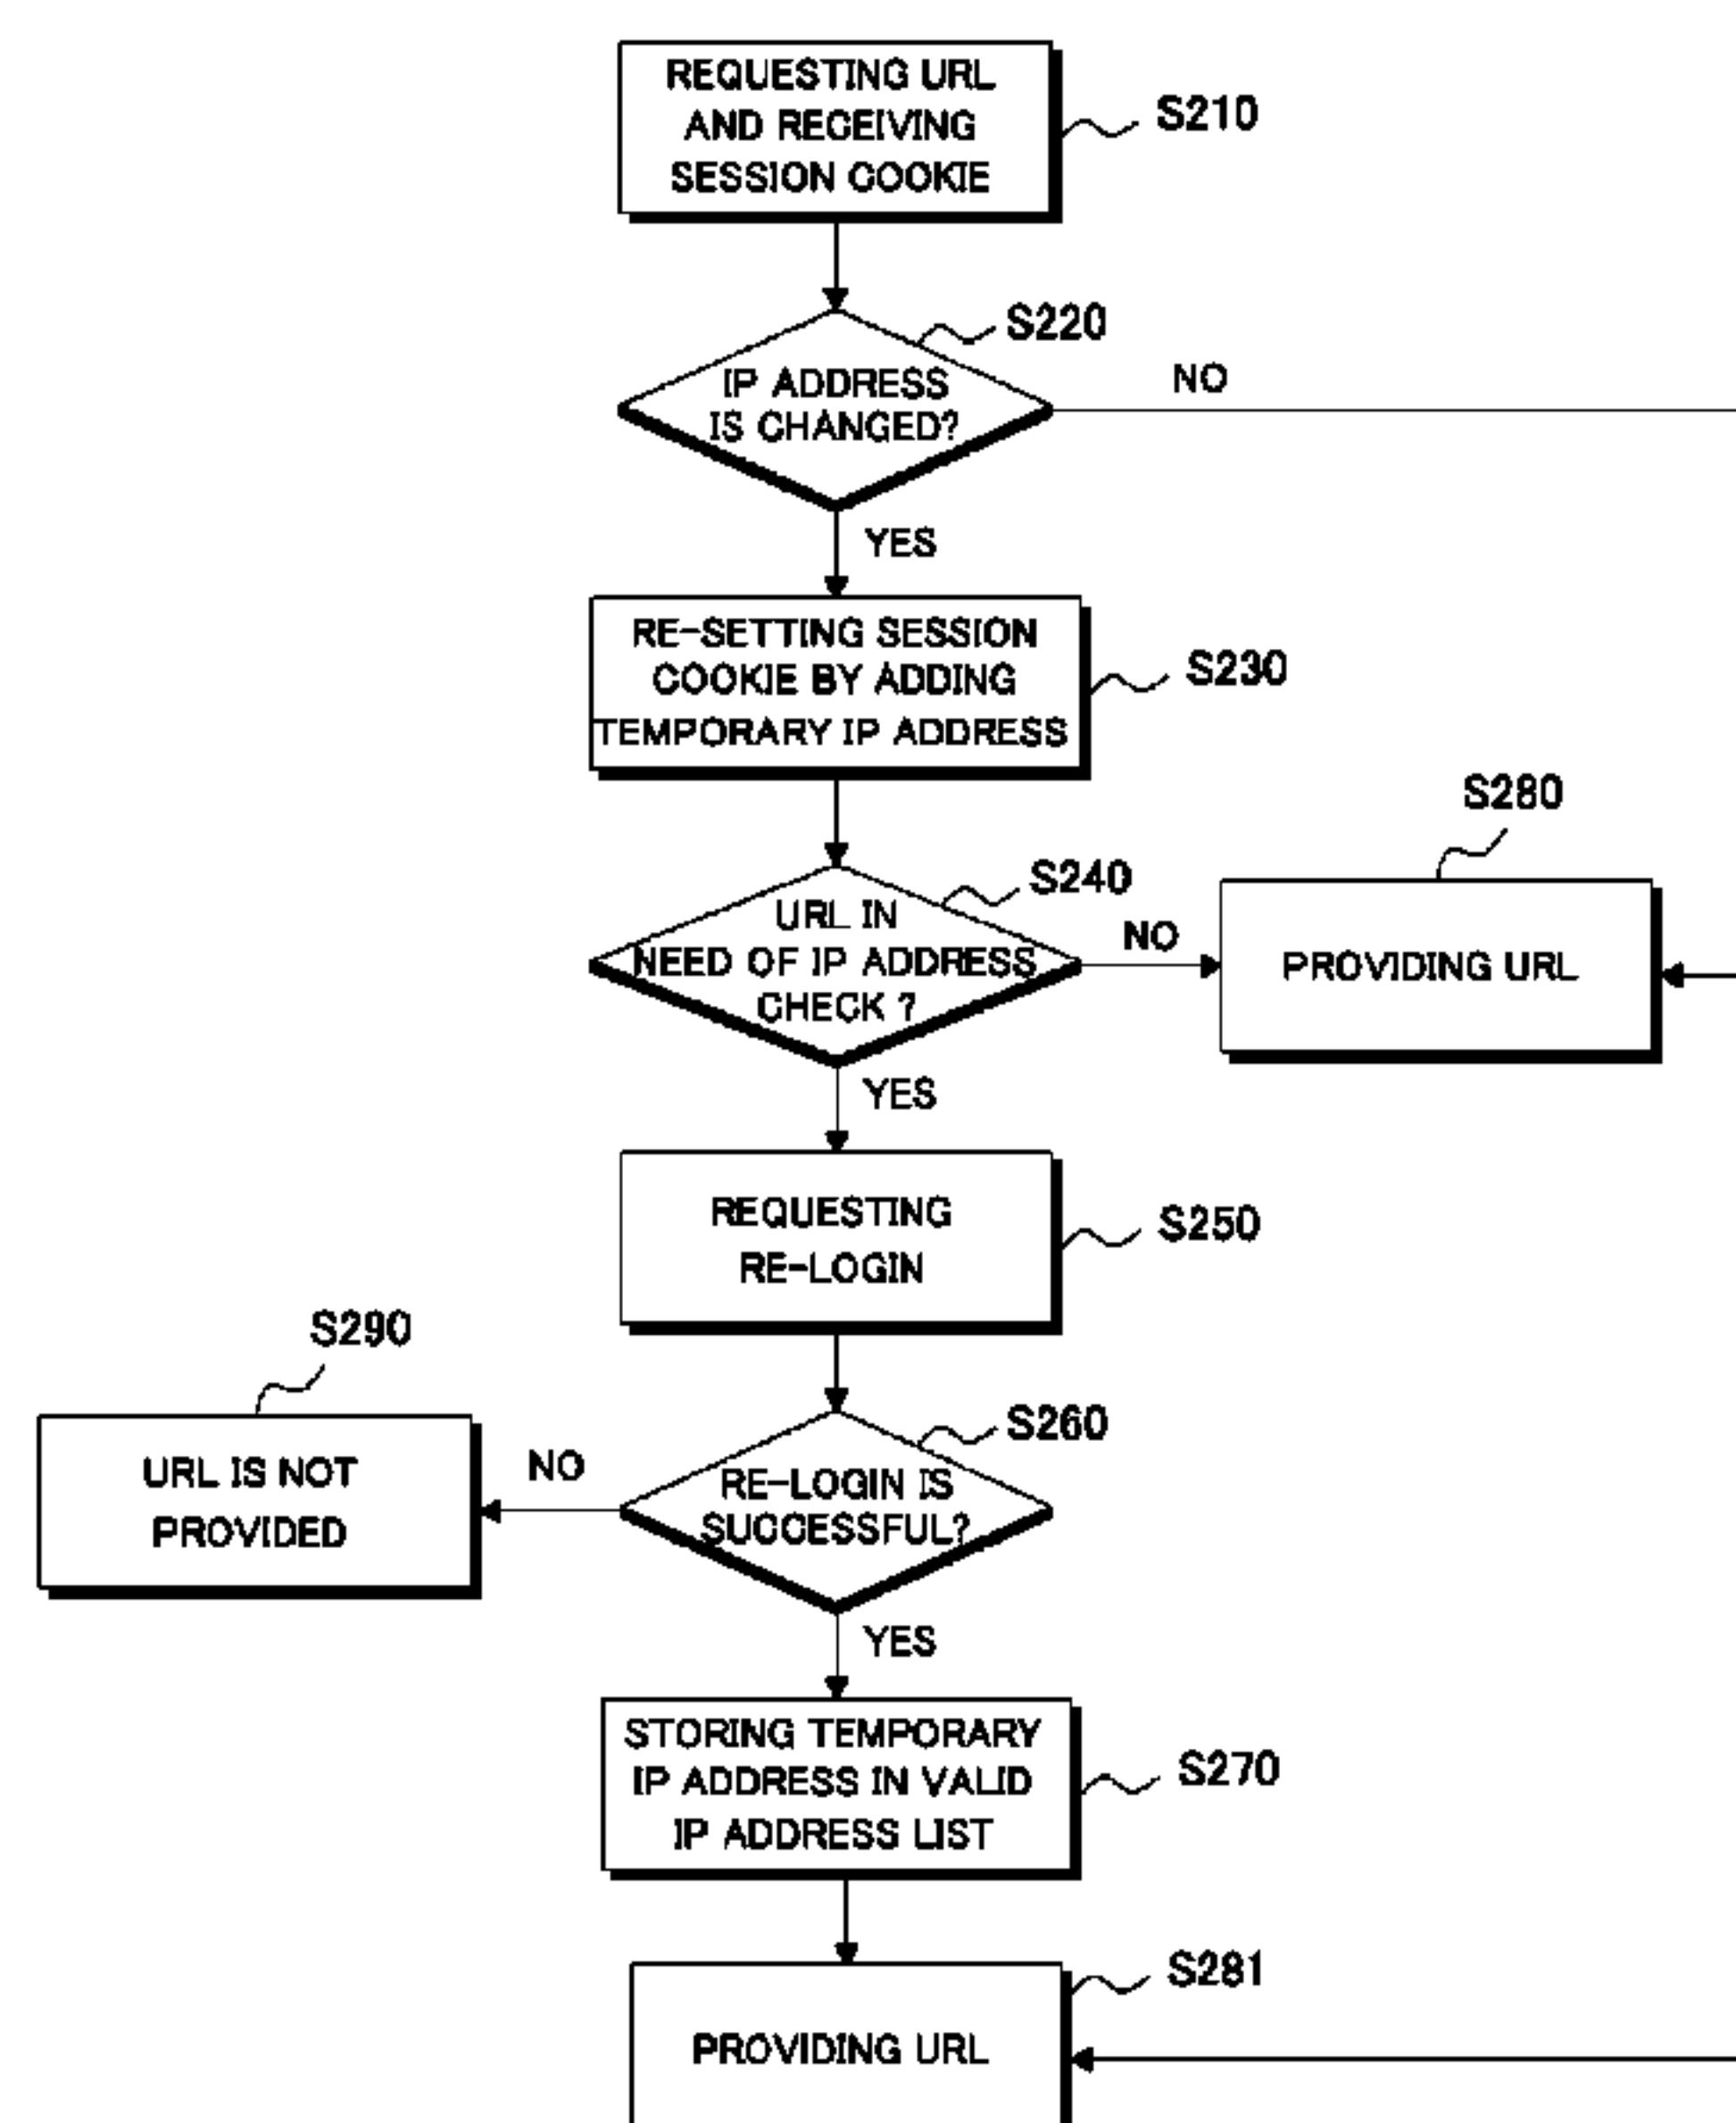 REQUESTING URL
AND RECEIVING
SESSION COOKIE
S210
S220
IP ADDRESS
IS CHANGED?
NO
YES
RE-SETTING SESSION
COOKIE BY ADDING
TEMPORARY IP ADDRESS
S230
S280
S240
URL IN
NEED OF IP ADDRESS
CHECK ?
NO
PROVIDING URL
YES
REQUESTING
RE-LOGIN
S250
S290
S260
URL IS NOT
PROVIDED
NO
RE-LOGIN IS
SUCCESSFUL?
YES
STORING TEMPORARY
IP ADDRESS IN VALID
IP ADDRESS LIST
S270
S281
PROVIDING URL